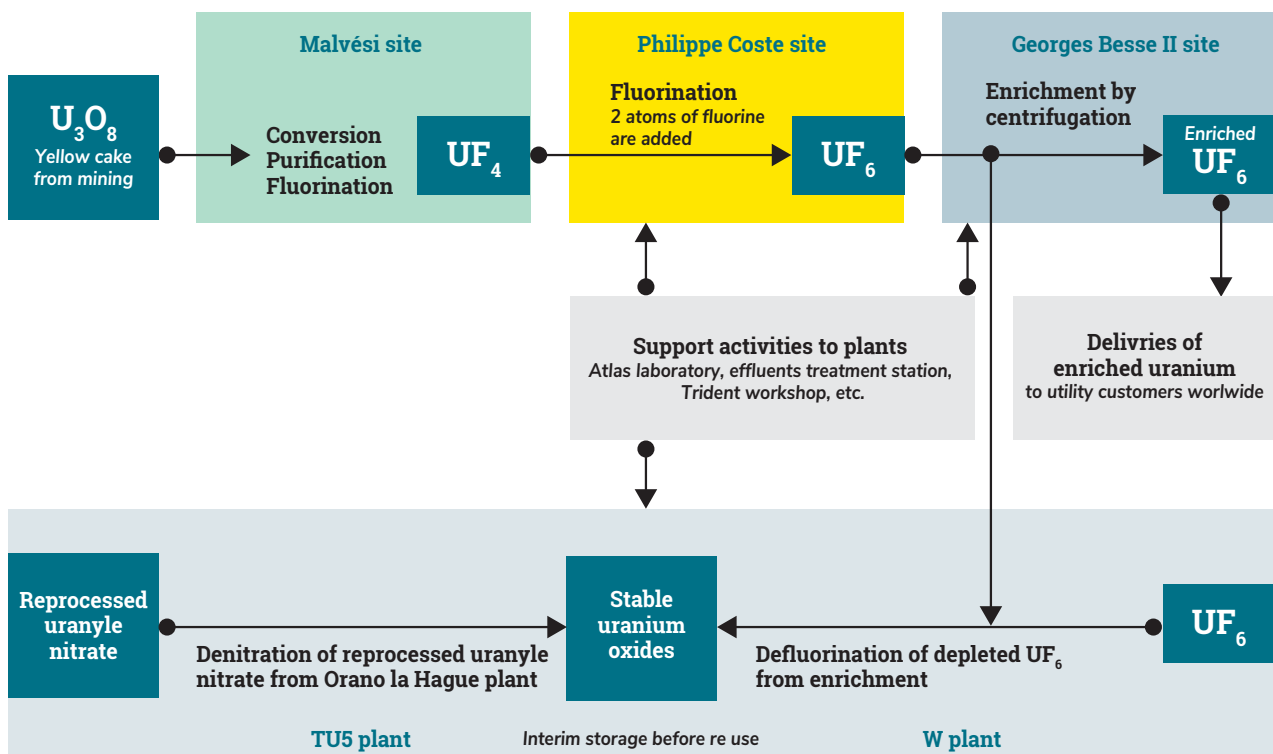 Malvési site
Philippe Coste site
Georges Besse II site
U3O8
Yellow cake
from mining
Conversion
Purification
Fluorination
UF4
Fluorination
2 atoms of fluorine
are added
UF6
Enrichment by
centrifugation
Enriched
UF6
Support activities to plants
Atlas laboratory, effluents treatment station,
Trident workshop, etc.
Delivries of
enriched uranium
to utility customers worlwide
Reprocessed
uranyle
nitrate
Denitration of reprocessed uranyle
nitrate from Orano la Hague plant
Stable
uranium
oxides
Defluorination of depleted UF6
from enrichment
UF6
TU5 plant
Interim storage before re use
W plant